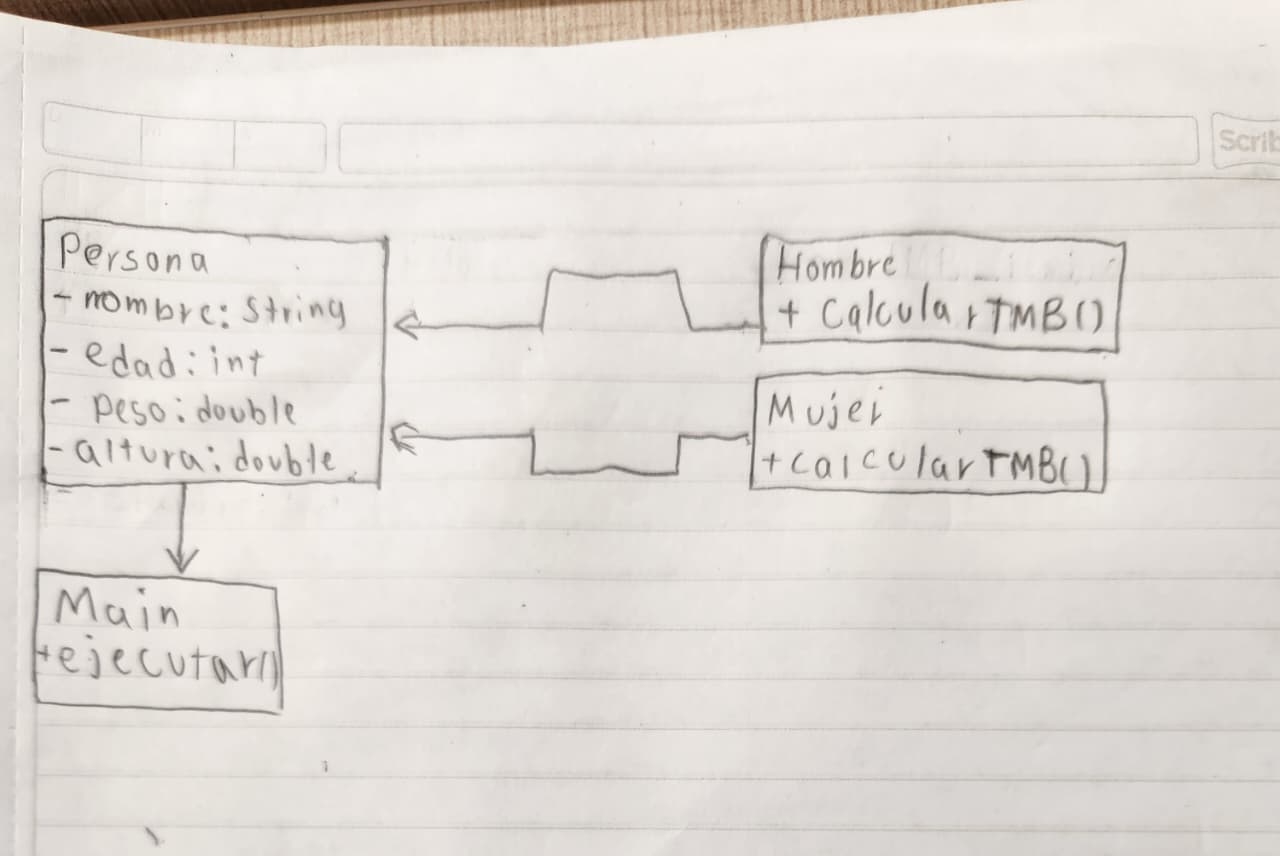 Scrib
Persona
- nombre: String
- edad: int
- peso: double
- altura: double
Hombre
+ CalcularTMB()
Mujer
+ calcularTMB()
Main
+ejecutar()